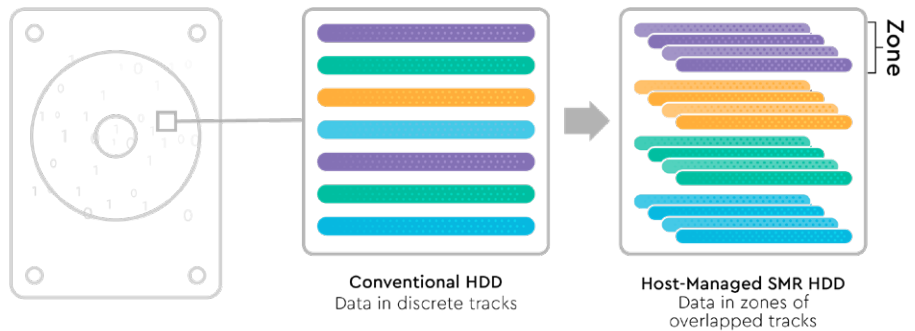 Zone
Conventional HDD
Data in discrete tracks
Host-Managed SMR HDD
Data in zones of
overlapped tracks